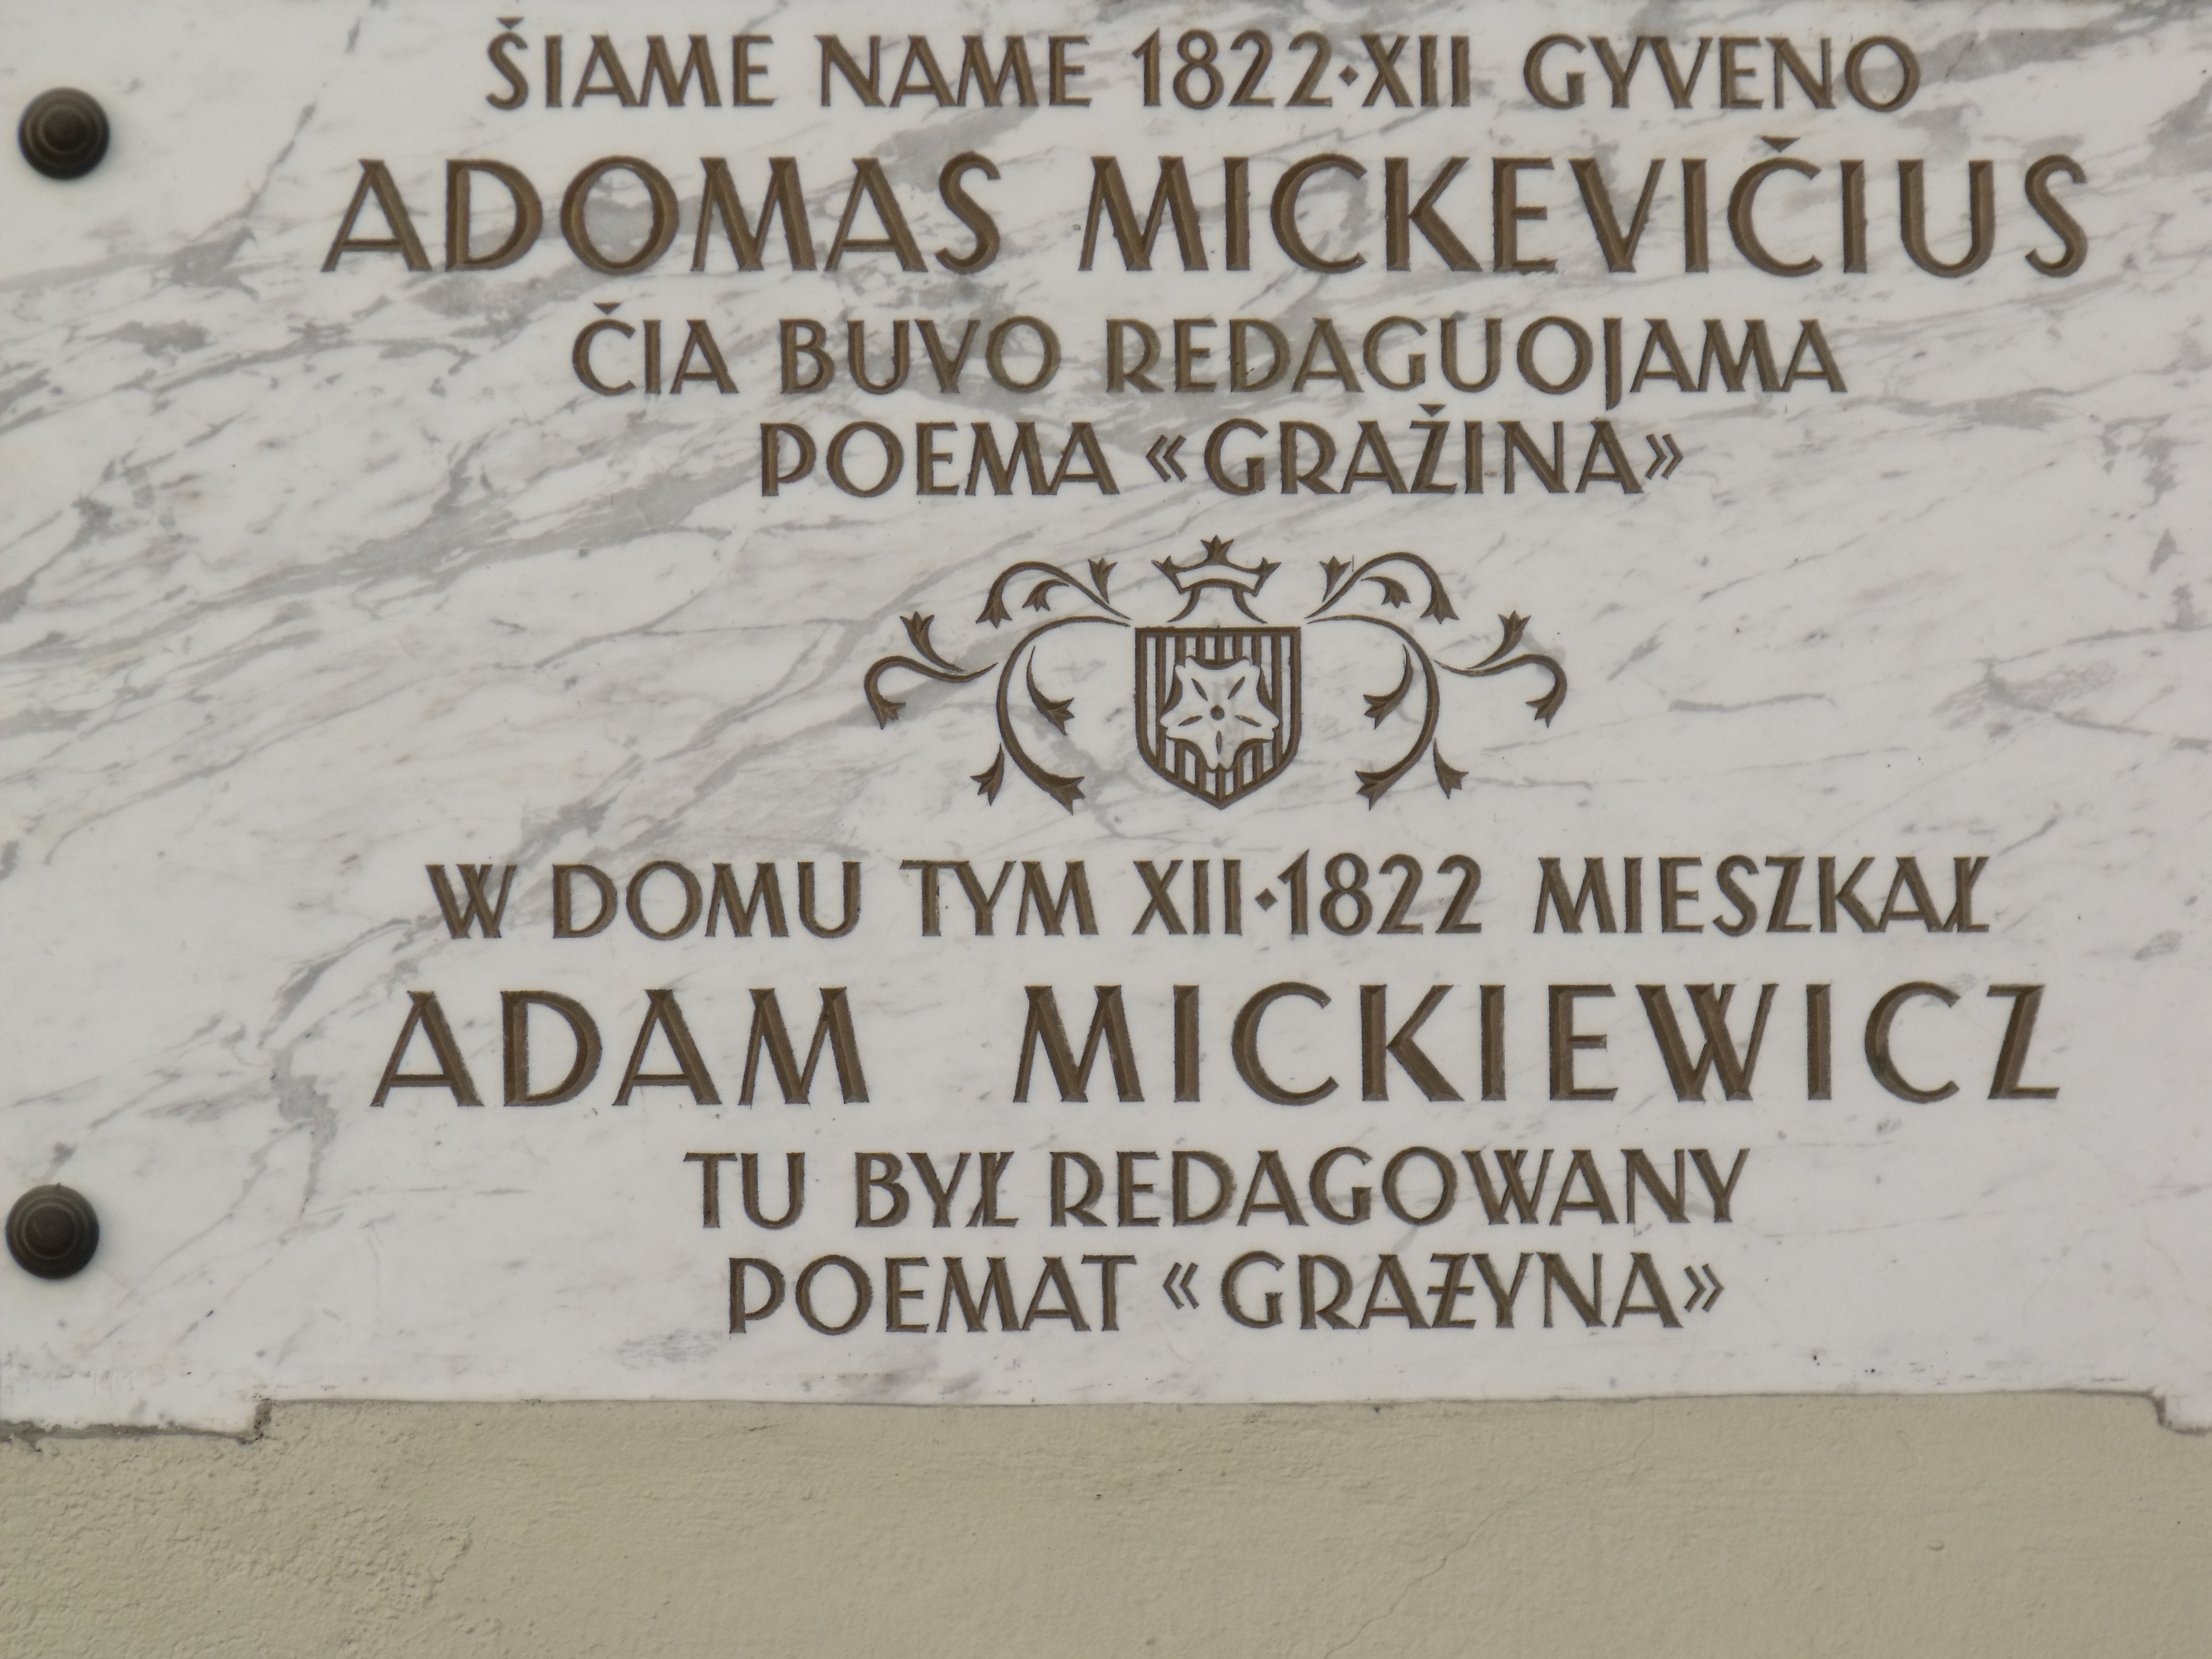 ŠIAME NAME 1822·XII GYVENO
ADOMAS MICKEVIČIUS
ČIA BUVO REDAGUOJAMA
POEMA «GRAŽINA»
W DOMU TYM XII·1822 MIESZKAŁ
ADAM MICKIEWICZ
TU BYŁ REDAGOWANY
POEMAT «GRAŻYNA»